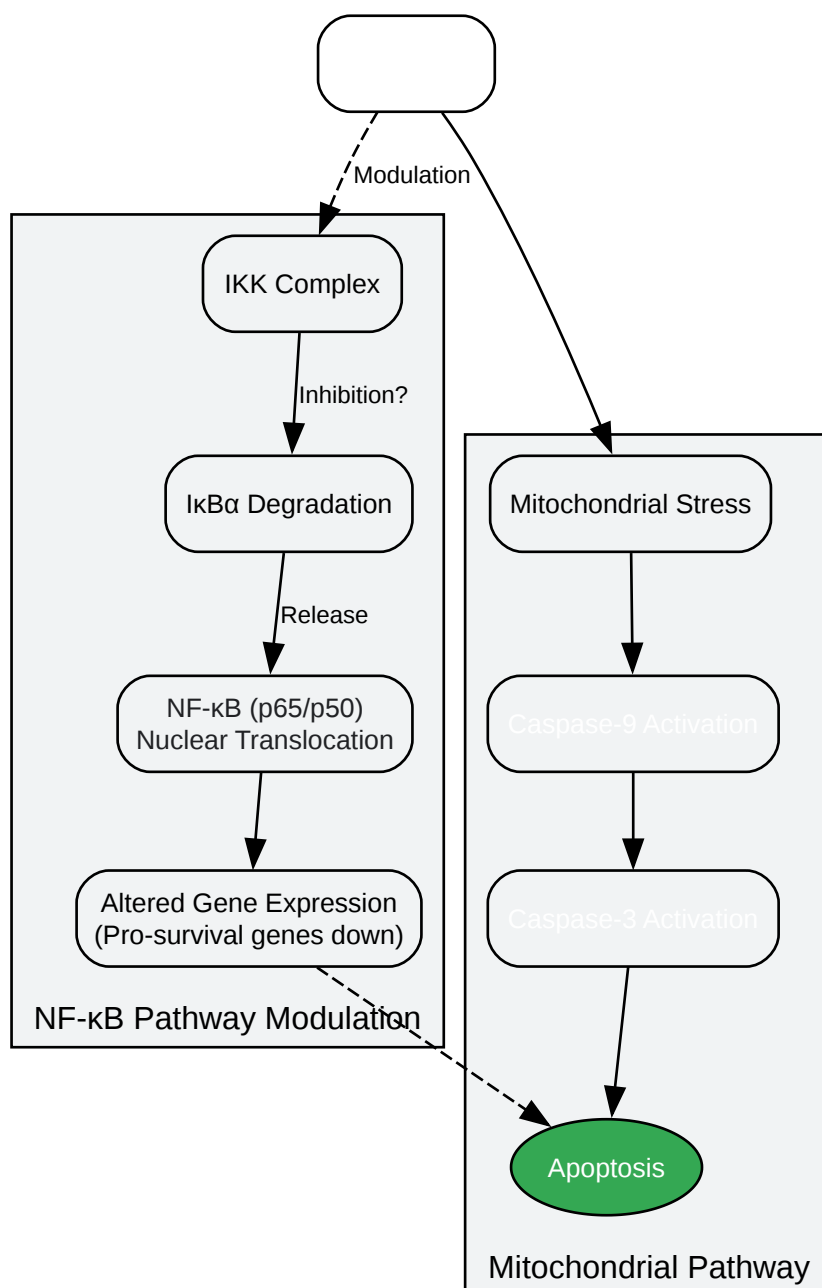 Modulation
IKK Complex
Inhibition?
IκBα Degradation
Mitochondrial Stress
Release
NF-κB (p65/p50)
Nuclear Translocation
Caspase-9 Activation
Altered Gene Expression
(Pro-survival genes down)
Caspase-3 Activation
NF-κB Pathway Modulation
Apoptosis
Mitochondrial Pathway